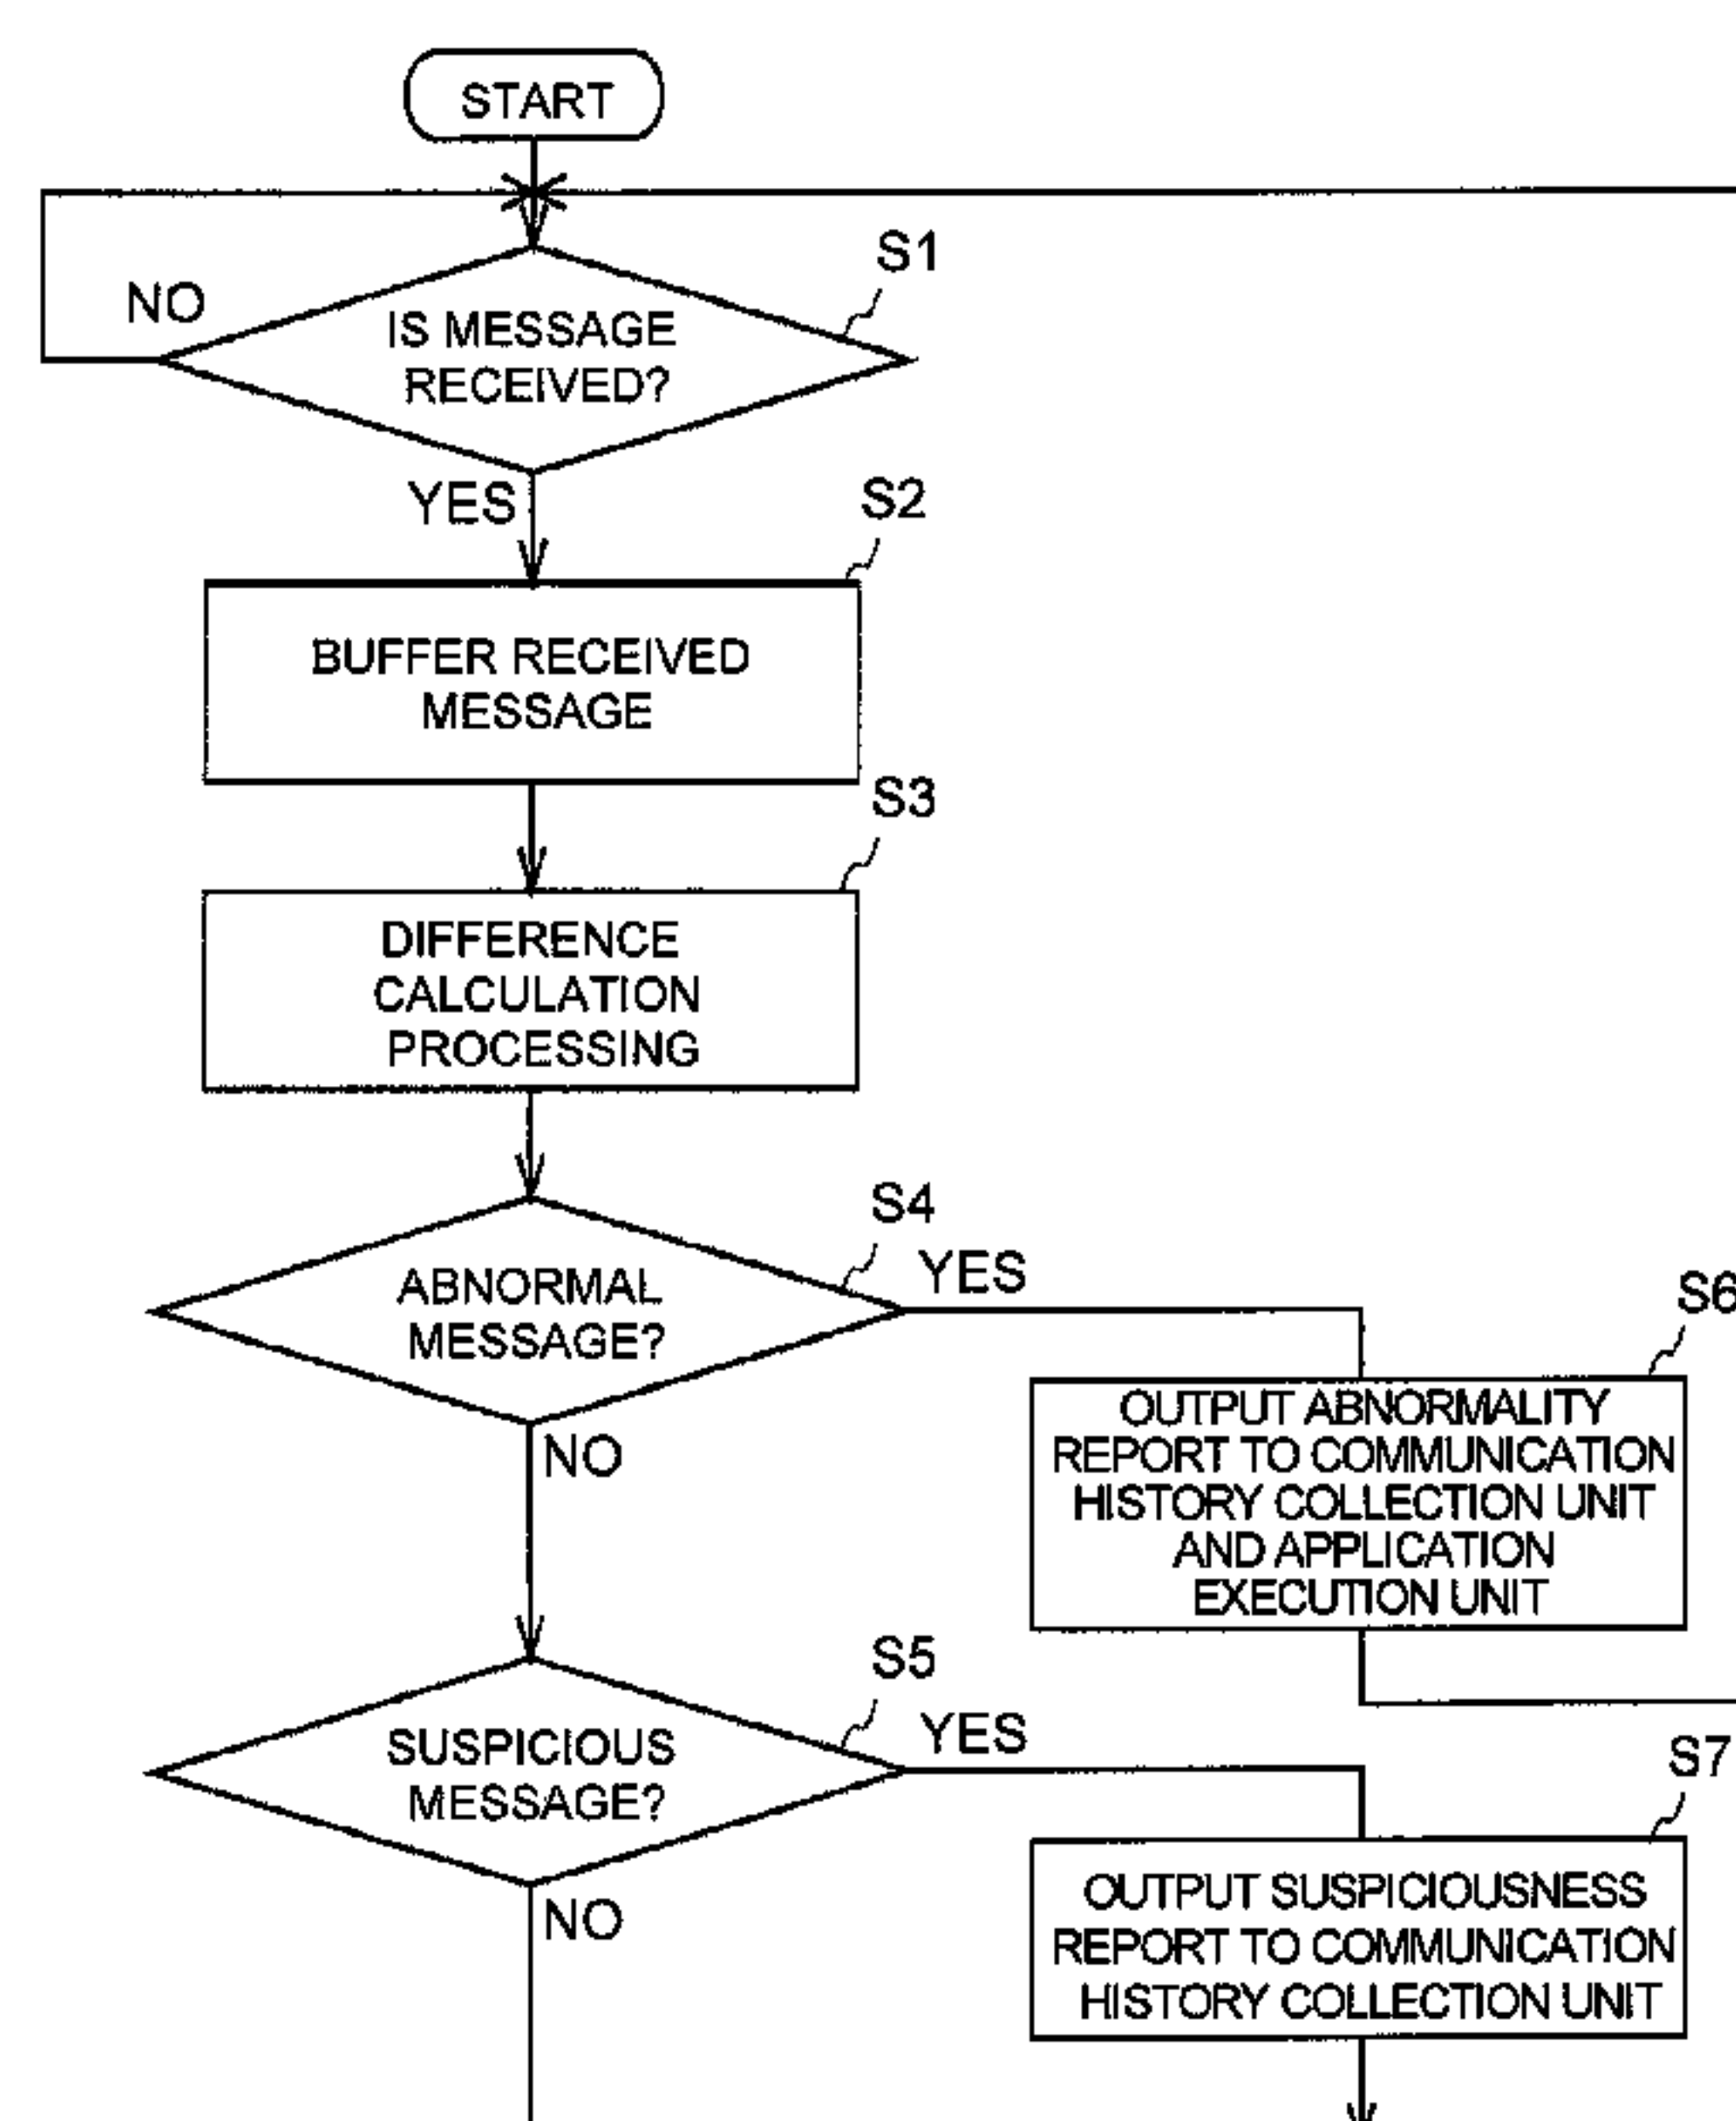 START
S1
NO
IS MESSAGE
RECEIVED?
YES
S2
BUFFER RECEIVED
MESSAGE
S3
DIFFERENCE
CALCULATION
PROCESSING
S4
YES
ABNORMAL
MESSAGE?
NO
S6
OUTPUT ABNORMALITY
REPORT TO COMMUNICATION
HISTORY COLLECTION UNIT
AND APPLICATION
EXECUTION UNIT
S5
YES
SUSPICIOUS
MESSAGE?
NO
S7
OUTPUT SUSPICIOUSNESS
REPORT TO COMMUNICATION
HISTORY COLLECTION UNIT